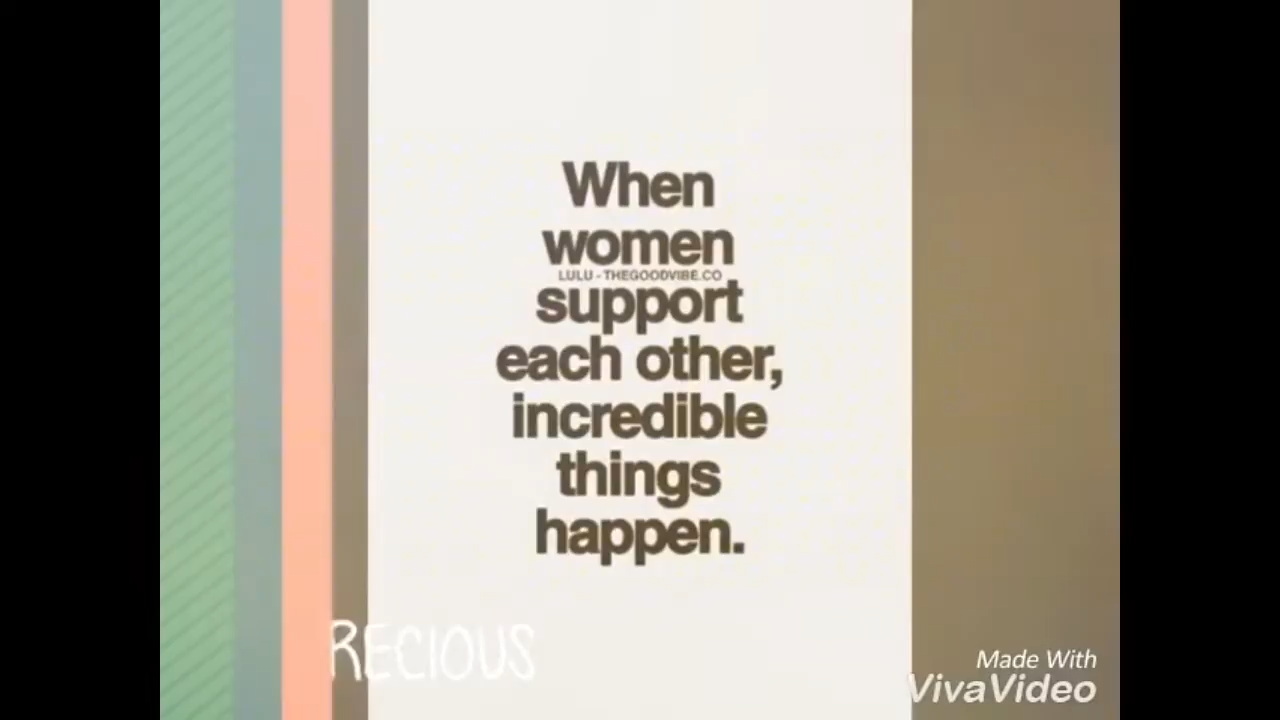 When
women
LULU - THEGOODVIBE.CO
support
each other,
incredible
things
happen.
RECIOUS
Made With
VivaVideo